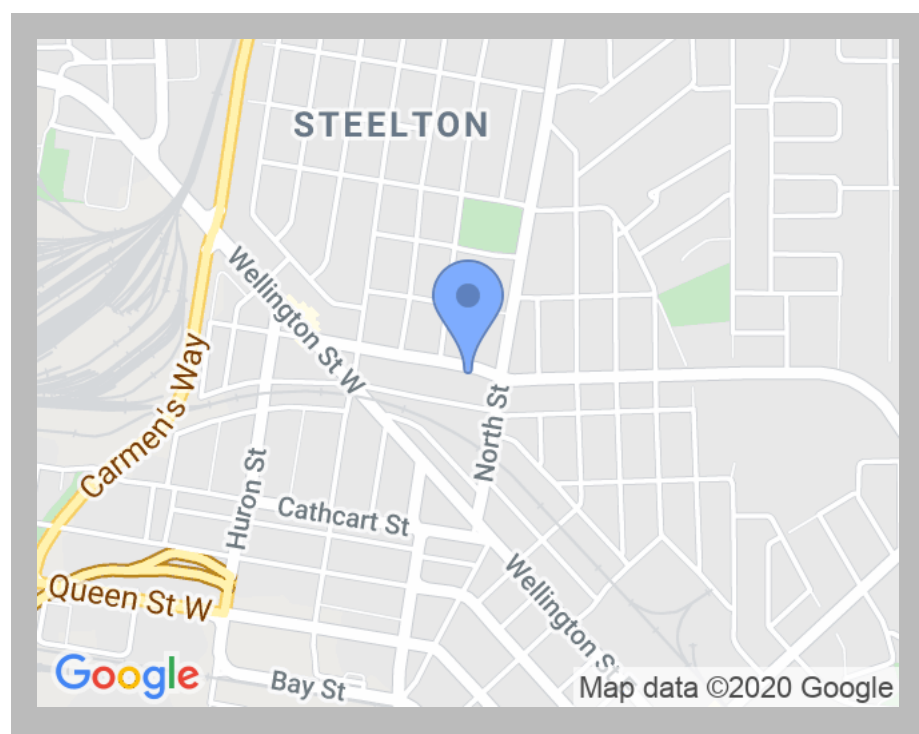 STEELTON
Wellington St W
Carmen's Way
North St
Huron St
Cathcart St
Wellington St
Queen St W
Bay St
Google
Map data ©2020 Google